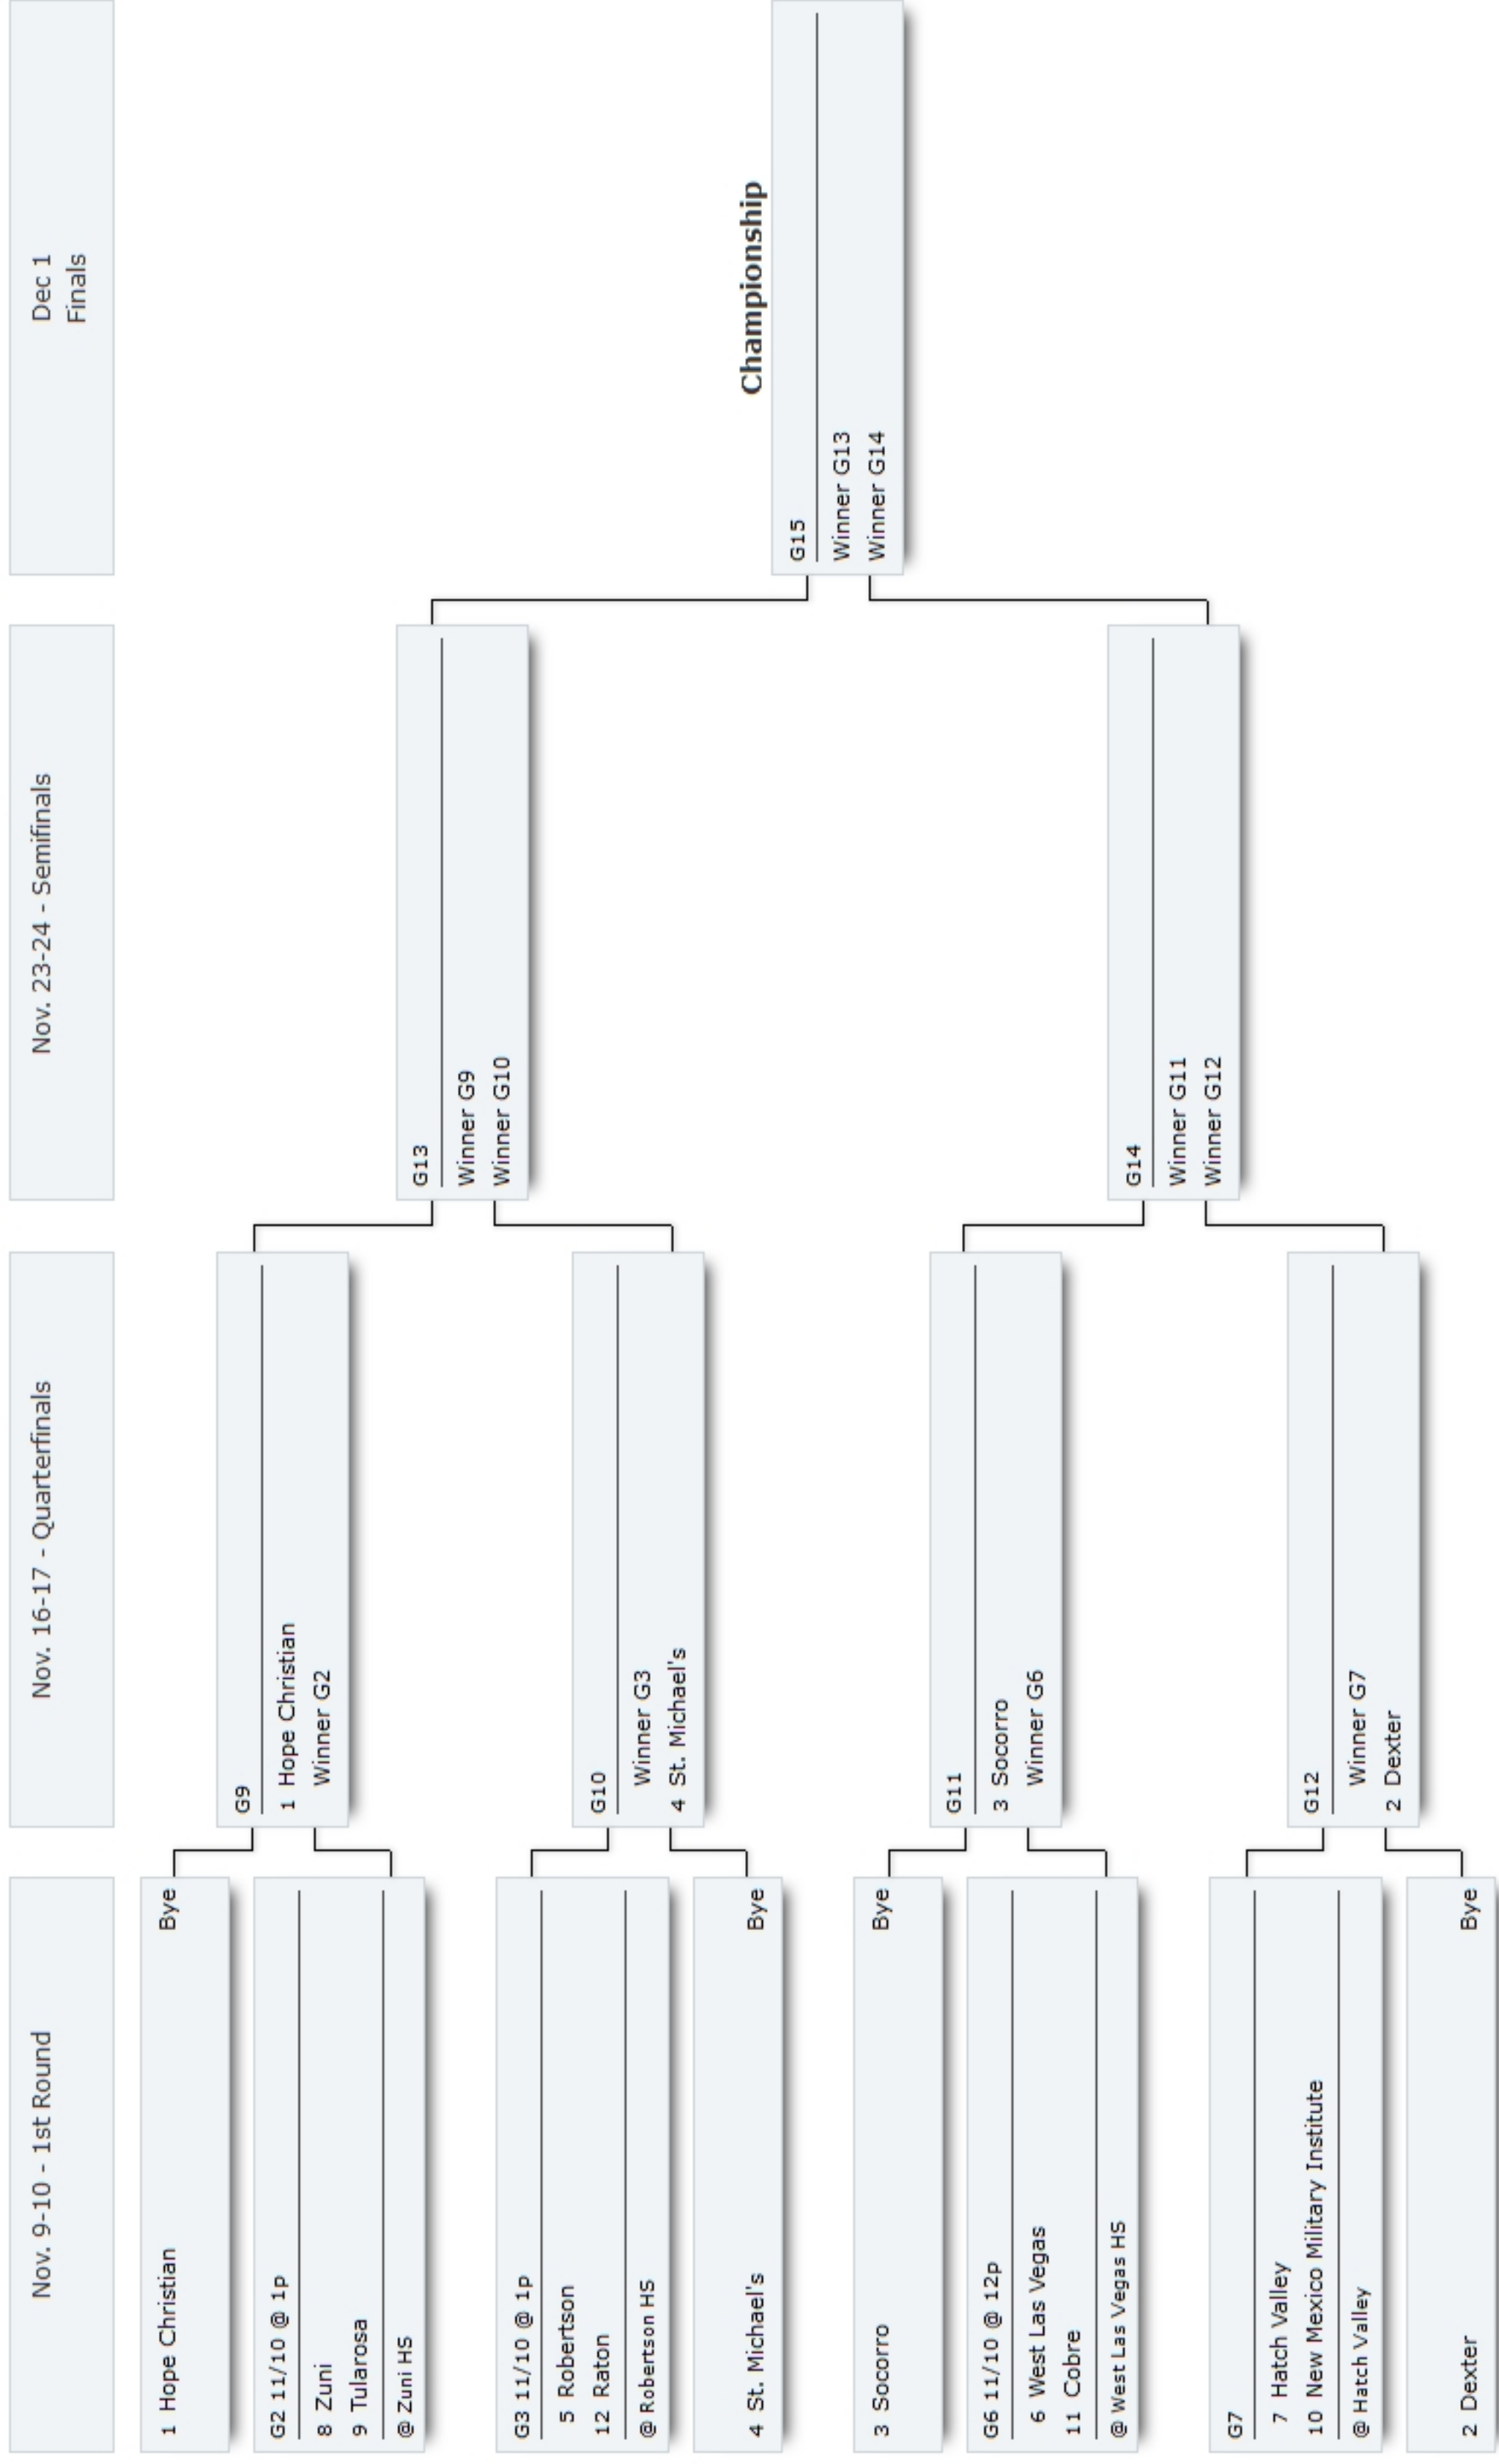 Nov. 9-10 - 1st Round
Nov. 16-17 - Quarterfinals
Nov. 23-24 - Semifinals
Dec 1
Finals
1 Hope Christian Bye
G2 11/10 @ 1p
8 Zuni
9 Tularosa
@ Zuni HS
G3 11/10 @ 1p
5 Robertson
12 Raton
@ Robertson HS
4 St. Michael's Bye
3 Socorro Bye
G6 11/10 @ 12p
6 West Las Vegas
11 Cobre
@ West Las Vegas HS
G7
7 Hatch Valley
10 New Mexico Military Institute
@ Hatch Valley
2 Dexter Bye
G9
1 Hope Christian
Winner G2
G10
Winner G3
4 St. Michael's
G11
3 Socorro
Winner G6
G12
Winner G7
2 Dexter
G13
Winner G9
Winner G10
G14
Winner G11
Winner G12
Championship
G15
Winner G13
Winner G14